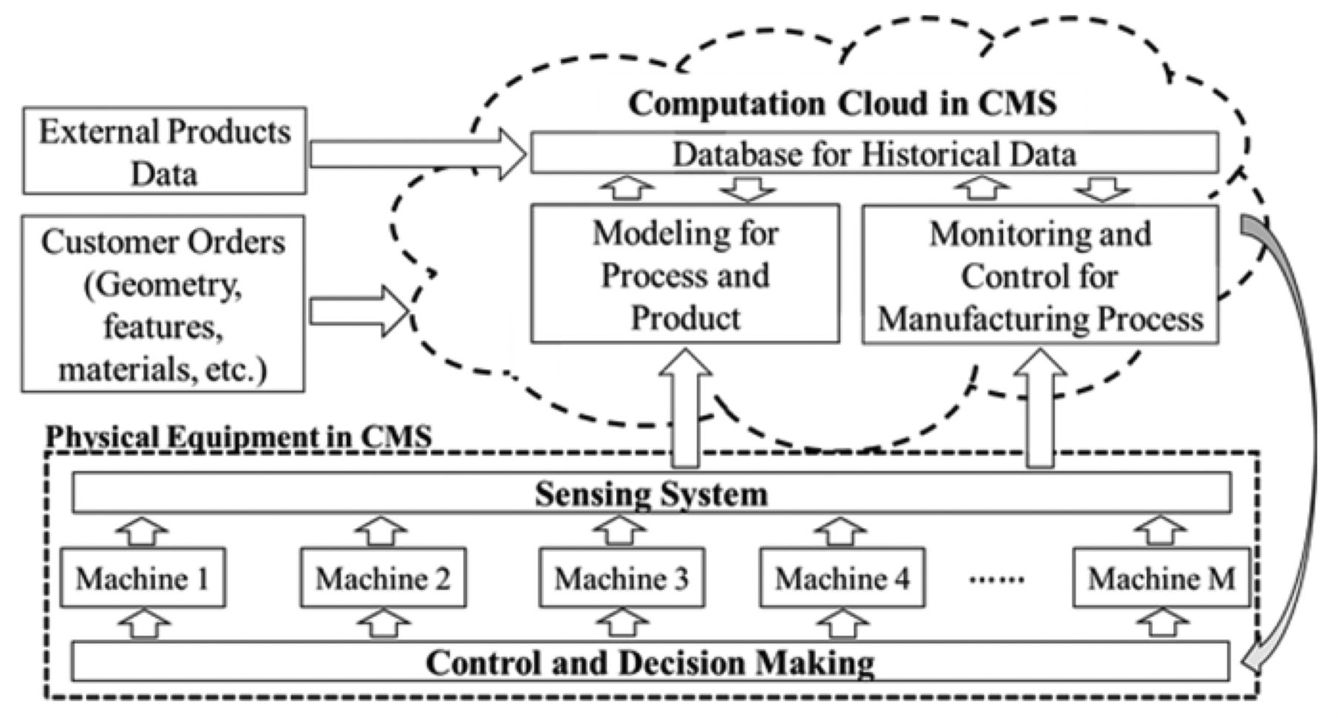 Computation Cloud in CMS
External Products
Data
Database for Historical Data
Customer Orders
(Geometry,
features,
materials, etc.)
Modeling for
Process and
Product
Monitoring and
Control for
Manufacturing Process
Physical Equipment in CMS
Sensing System
Machine 1
Machine 2
Machine 3
Machine 4
......
Machine M
Control and Decision Making